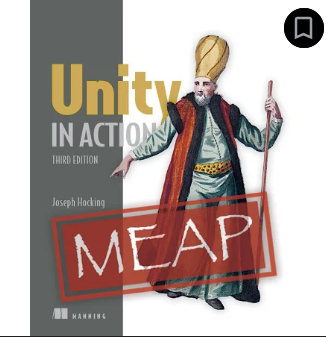 Unity
IN ACTION
THIRD EDITION
Joseph Hocking
MEAP
MANNING